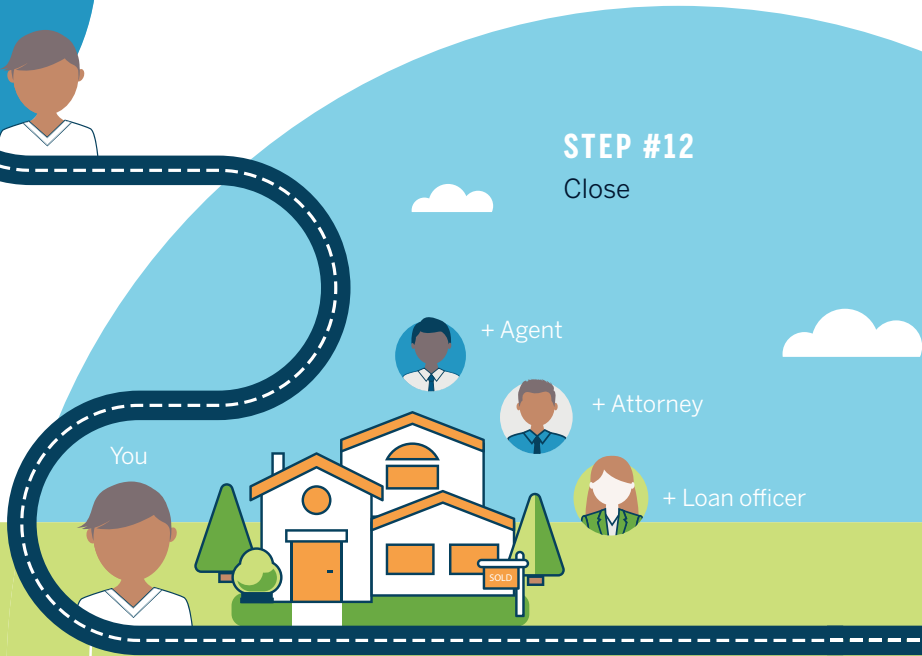 STEP #12
Close
+ Agent
+ Attorney
You
+ Loan officer
SOLD